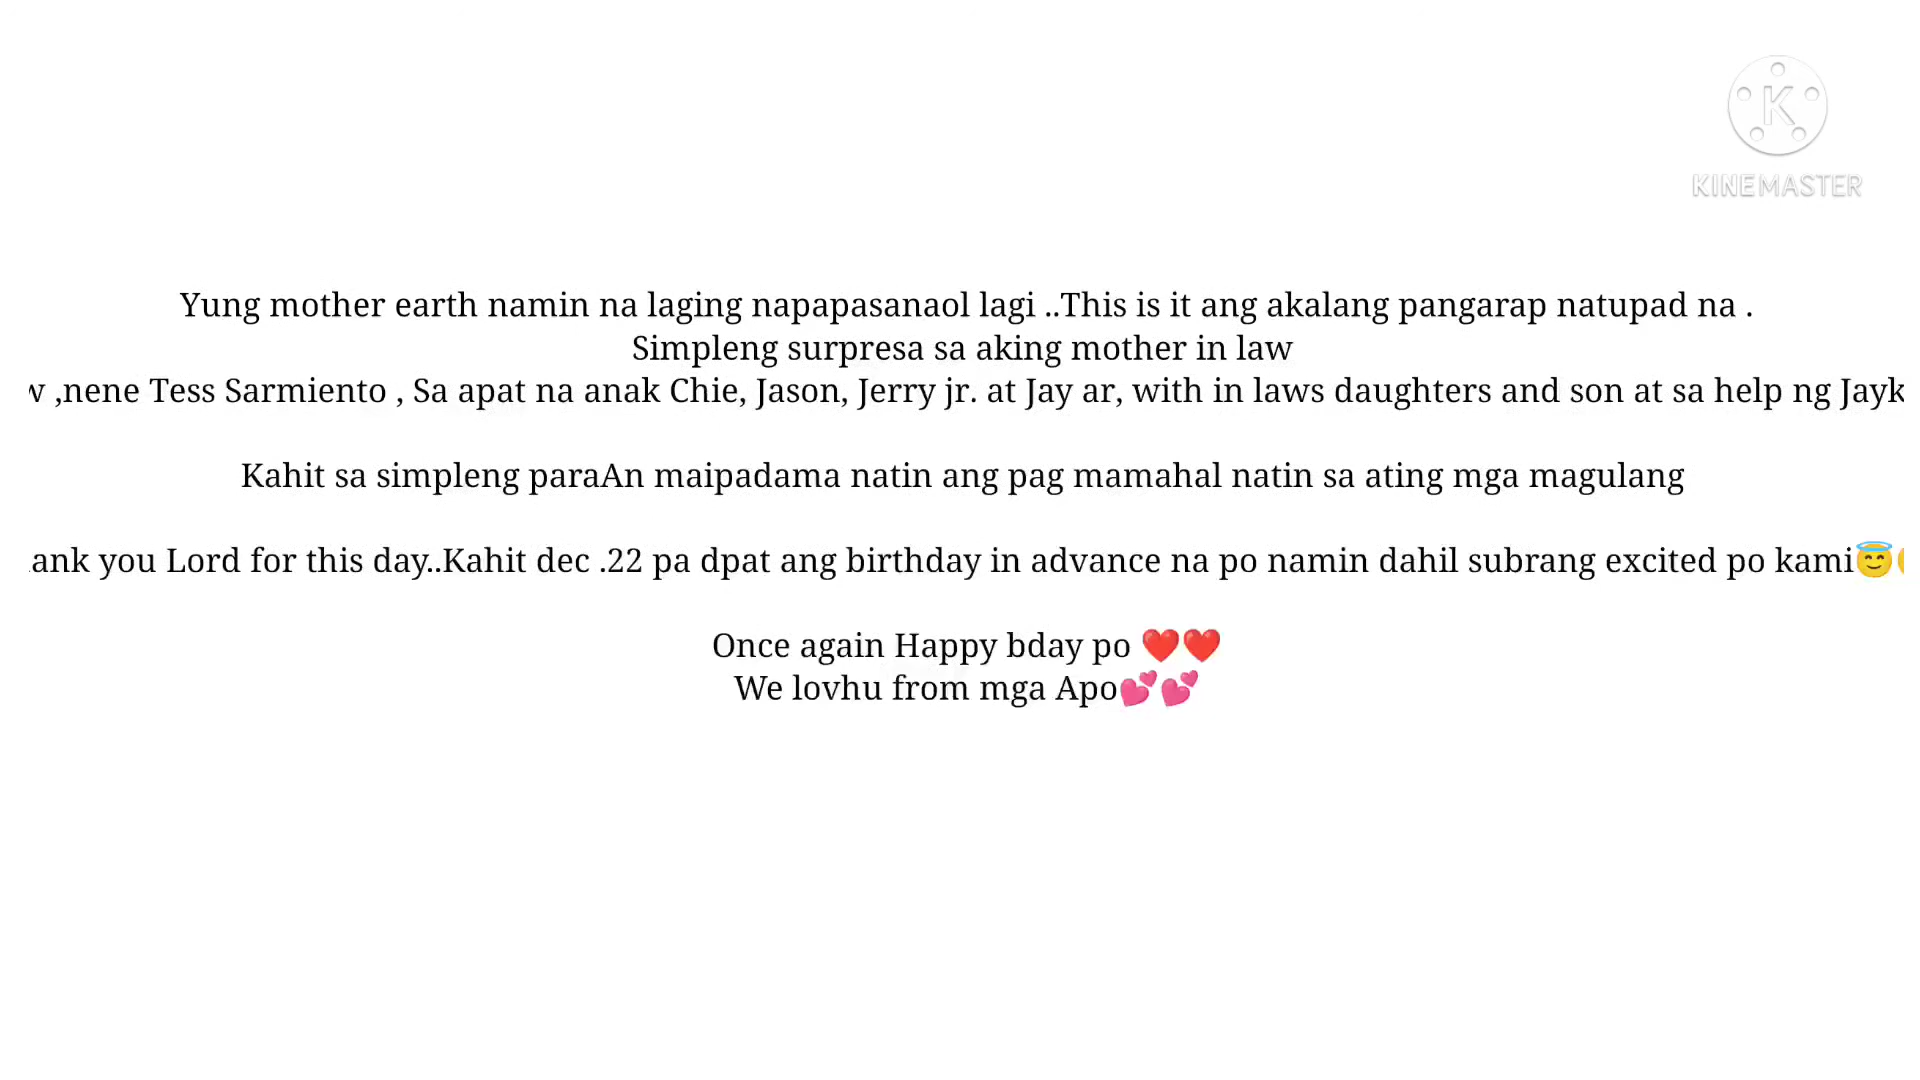 KINEMASTER
Yung mother earth namin na laging napapasanaol lagi ..This is it ang akalang pangarap natupad na .
Simpleng surpresa sa aking mother in law
,nene Tess Sarmiento , Sa apat na anak Chie, Jason, Jerry jr. at Jay ar, with in laws daughters and son at sa help ng
Kahit sa simpleng paraAn maipadama natin ang pag mamahal natin sa ating mga magulang
you Lord for this day..Kahit dec .22 pa dpat ang birthday in advance na po namin dahil subrang excited po kami😇
Once again Happy bday po ❤️❤️
We lovhu from mga Apo💕💕